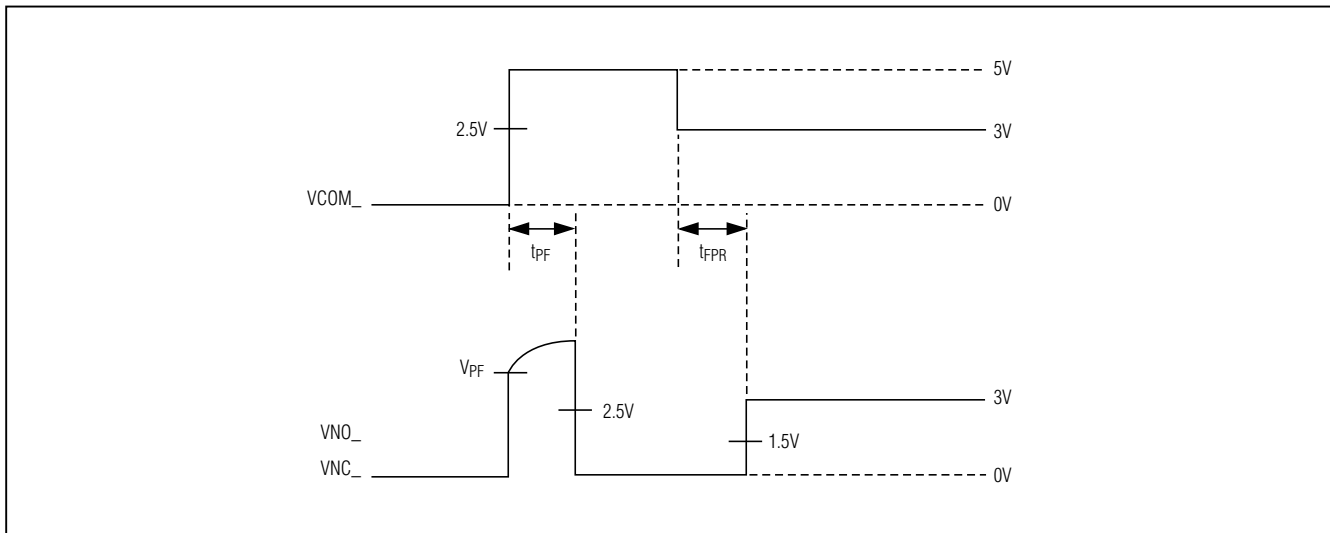 5V
2.5V
3V
VCOM_
0V
tPF
tFPR
VPF
3V
2.5V
VNO_
1.5V
VNC_
0V